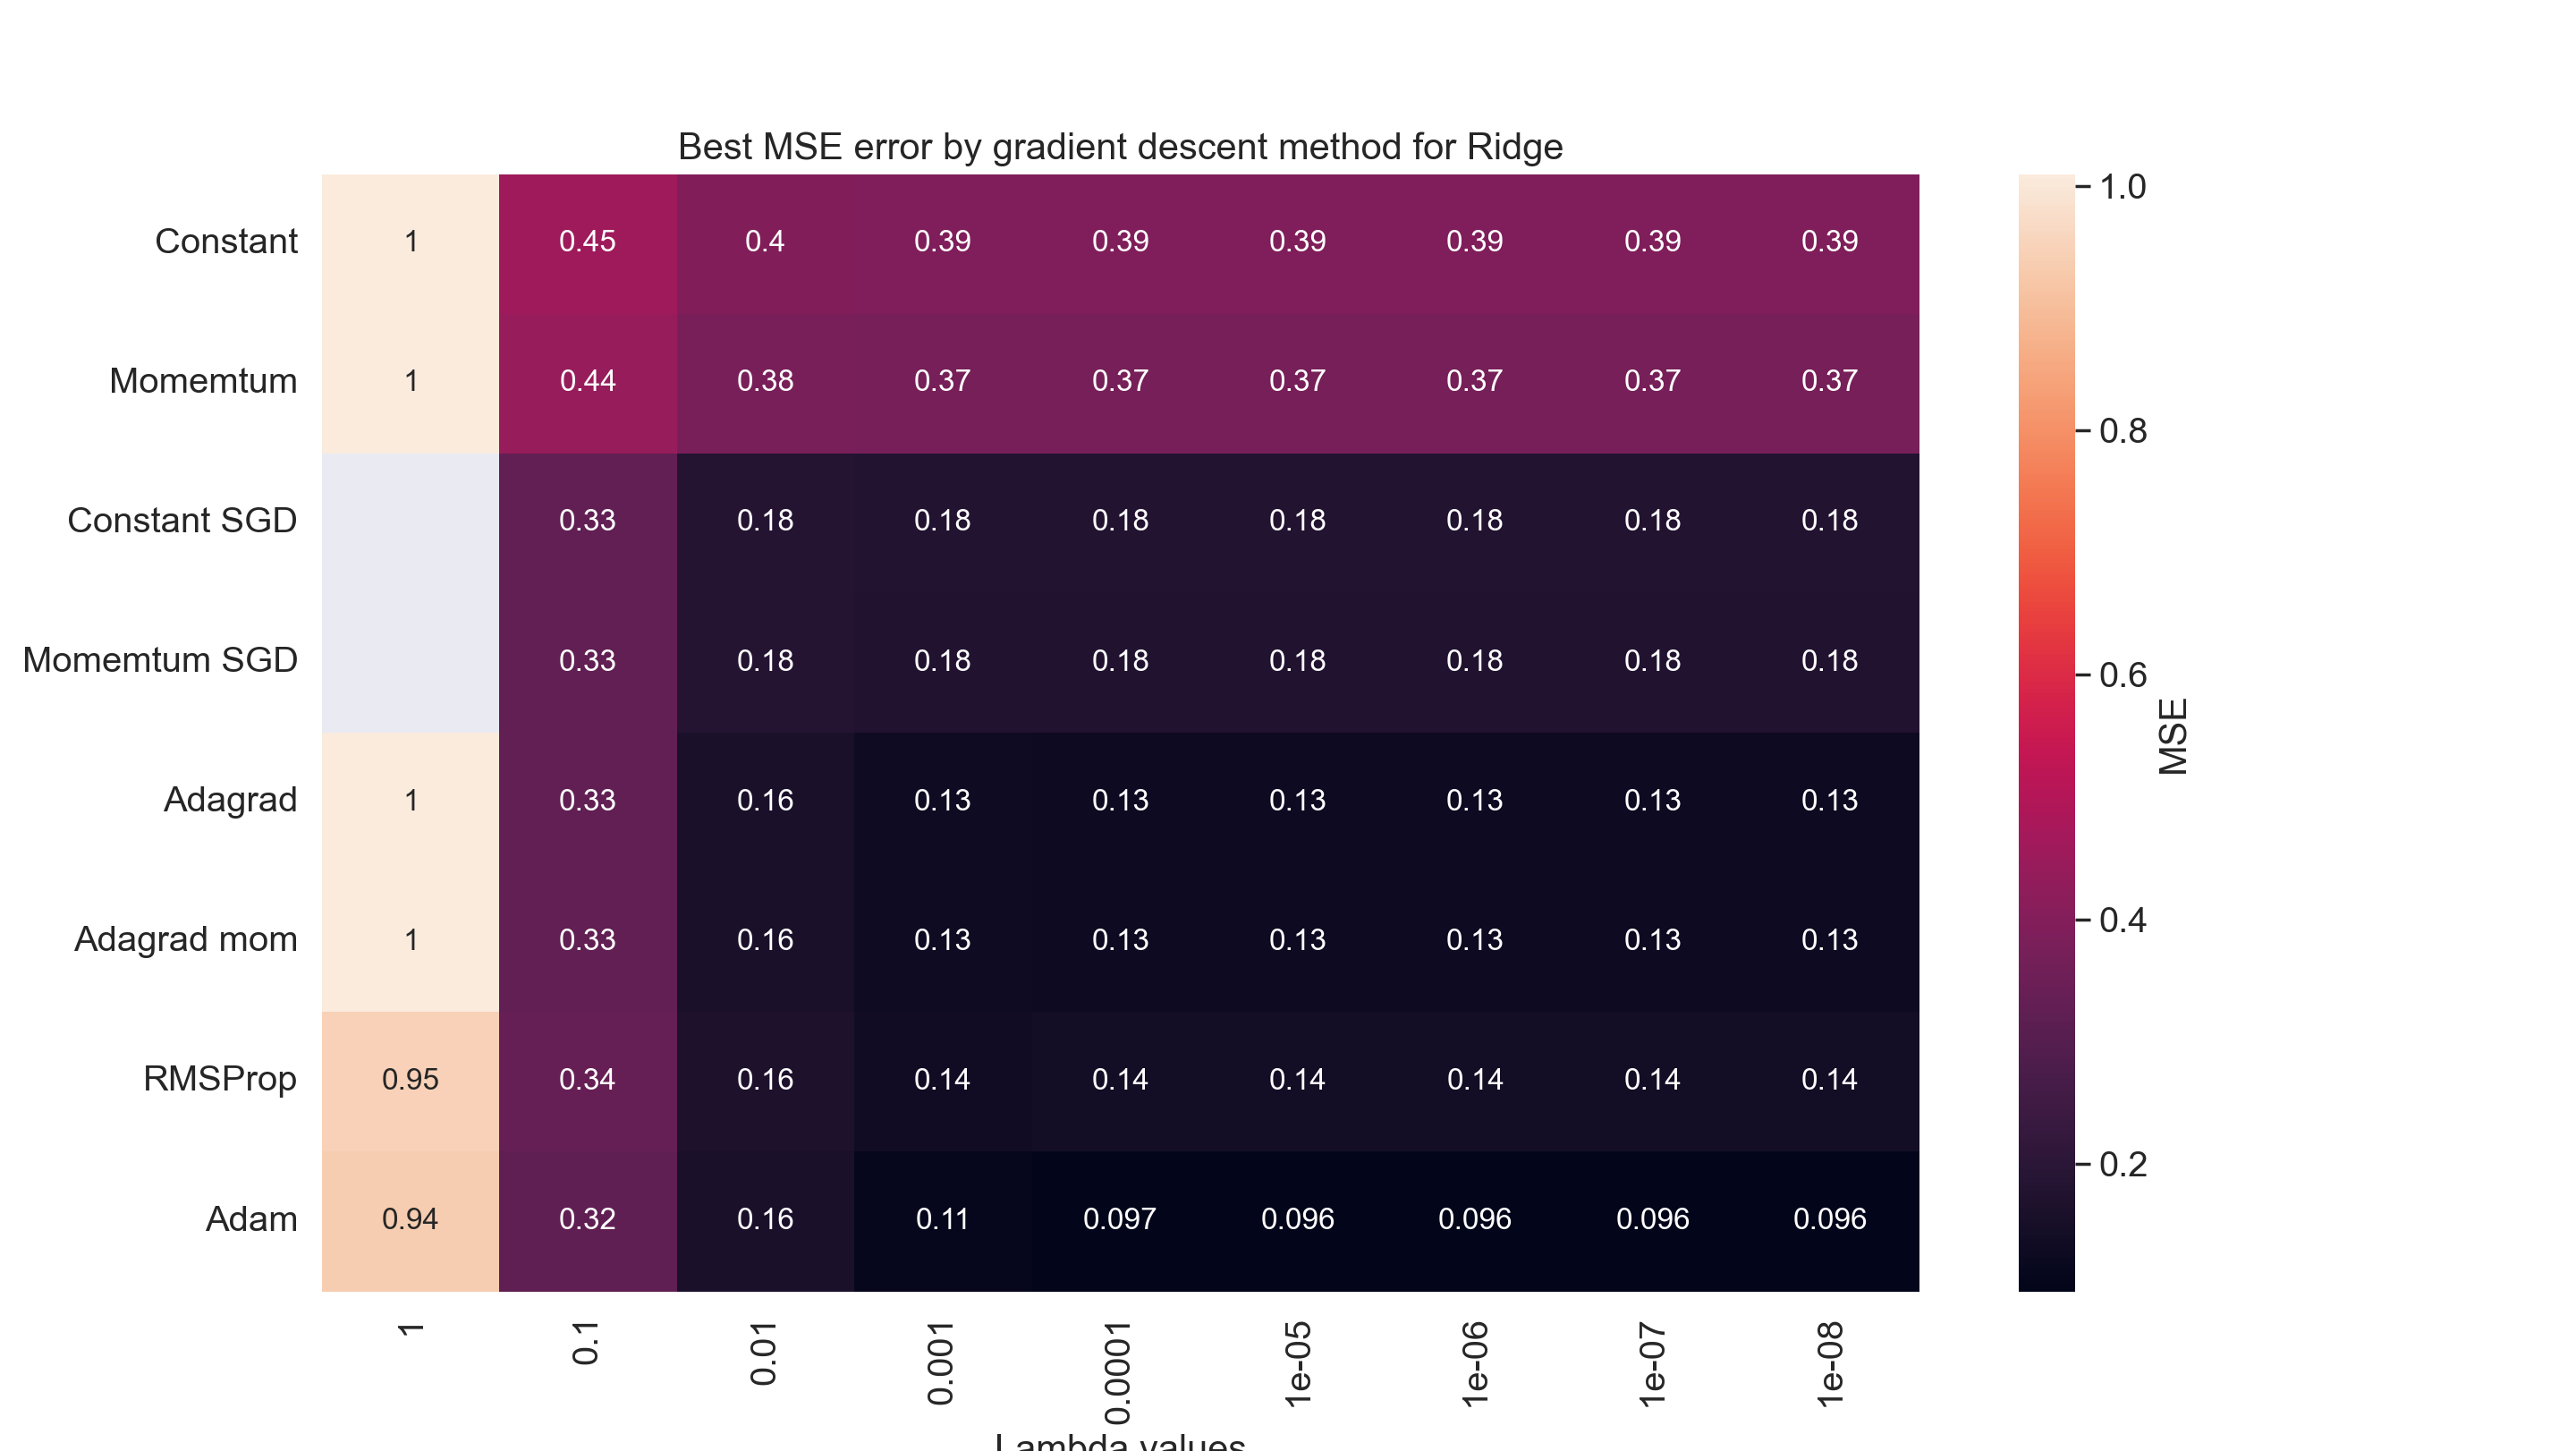 Best MSE error by gradient descent method for Ridge
Constant 1 0.45 0.4 0.39 0.39 0.39 0.39 0.39 0.39
Momemtum 1 0.44 0.38 0.37 0.37 0.37 0.37 0.37 0.37
Constant SGD 0.33 0.18 0.18 0.18 0.18 0.18 0.18 0.18
Momemtum SGD 0.33 0.18 0.18 0.18 0.18 0.18 0.18 0.18
Adagrad 1 0.33 0.16 0.13 0.13 0.13 0.13 0.13 0.13
Adagrad mom 1 0.33 0.16 0.13 0.13 0.13 0.13 0.13 0.13
RMSProp 0.95 0.34 0.16 0.14 0.14 0.14 0.14 0.14 0.14
Adam 0.94 0.32 0.16 0.11 0.097 0.096 0.096 0.096 0.096
1 0.1 0.01 0.001 0.0001 1e-05 1e-06 1e-07 1e-08
Lambda values
1.0
0.8
0.6
0.4
0.2
MSE